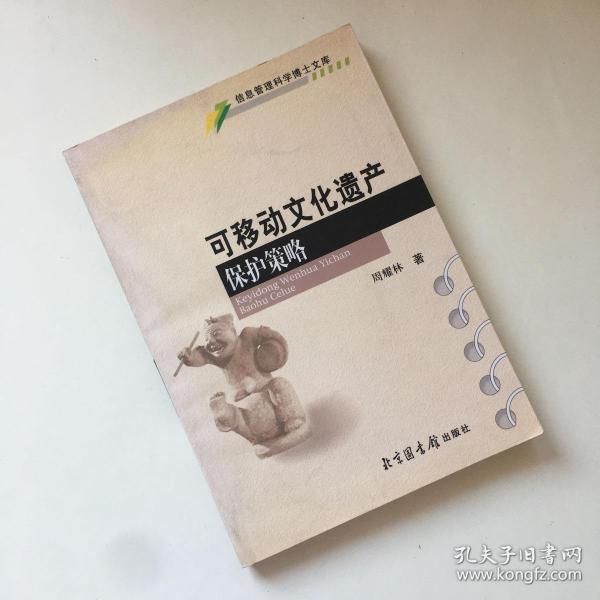 信息管理科学博士文库
可移动文化遗产
保护策略
Keyidong Wenhua Yichan
Baohu Celue
周耀林 著
北京图书馆出版社
孔夫子旧书网
www.kongfz.com